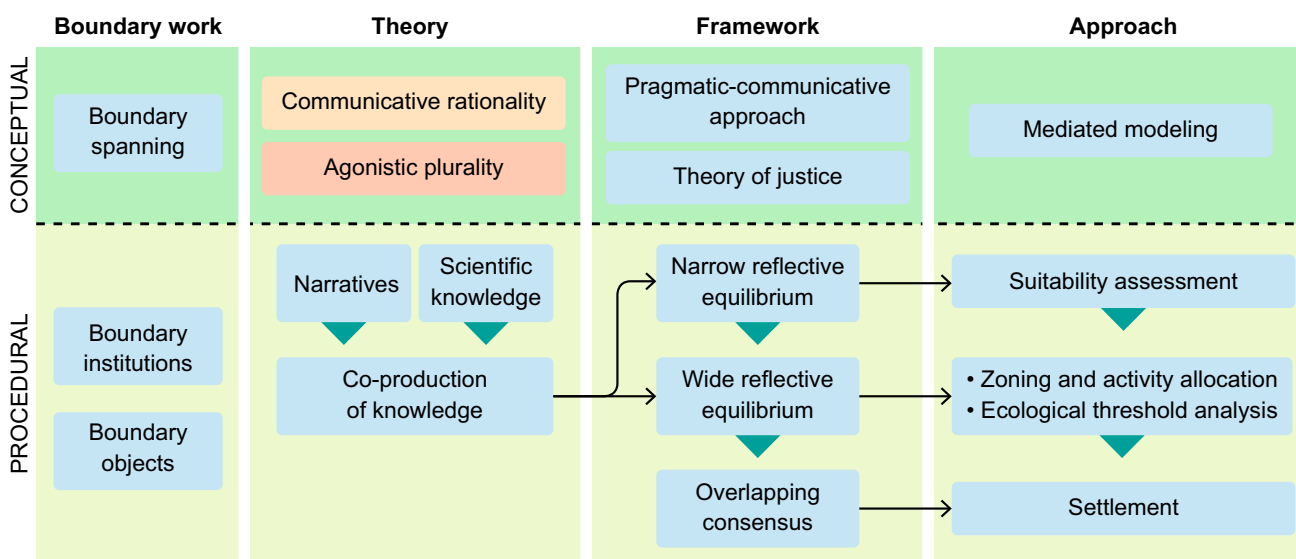 Boundary work
Theory
Framework
Approach
CONCEPTUAL
Boundary
spanning
Communicative rationality
Agonistic plurality
Pragmatic-communicative
approach
Theory of justice
Mediated modeling
PROCEDURAL
Boundary
institutions
Boundary
objects
Narratives
Scientific
knowledge
Co-production
of knowledge
Narrow reflective
equilibrium
Wide reflective
equilibrium
Overlapping
consensus
Suitability assessment
• Zoning and activity allocation
• Ecological threshold analysis
Settlement